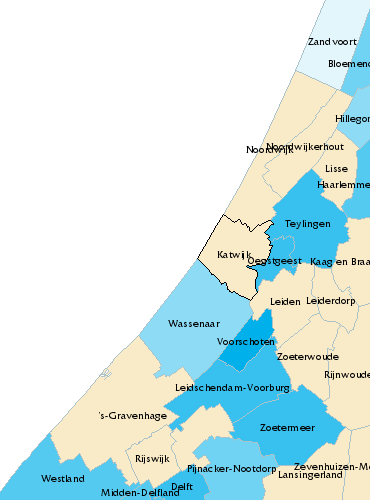 Zandvoort
Bloemend
Hillegom
Noordwijk
Noordwijkerhout
Lisse
Haarlemme
Teylingen
Katwijk
Oegstgeest
Kaag en Braa
Leiden
Leiderdorp
Wassenaar
Voorschoten
Zoeterwoude
Rijnwoude
Leidschendam-Voorburg
's-Gravenhage
Zoetermeer
Rijswijk
Zevenhuizen-Mo
Pijnacker-Nootdorp
Lansingerland
Westland
Delft
Midden-Delfland